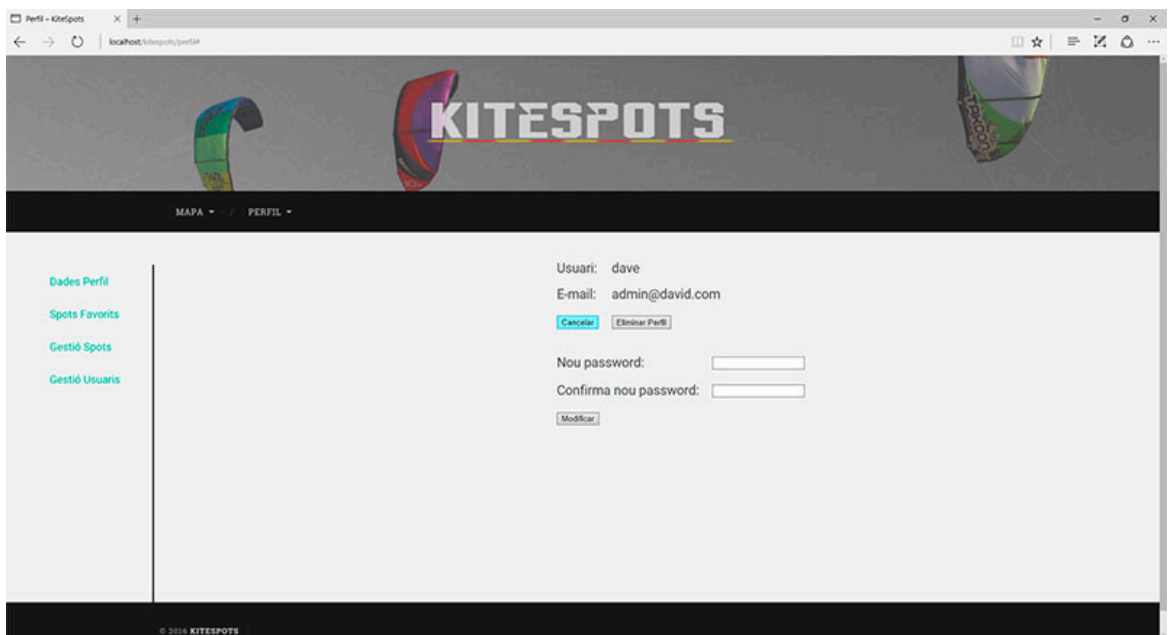 Perfil – KiteSpots
localhost/kitespots/perfil#
KITESPOTS
TAKOON
MAPA / PERFIL
Dades Perfil
Spots Favorits
Gestió Spots
Gestió Usuaris
Usuari: dave
E-mail: admin@david.com
Cancelar Eliminar Perfil
Nou password:
Confirma nou password:
Modificar
© 2016 KITESPOTS